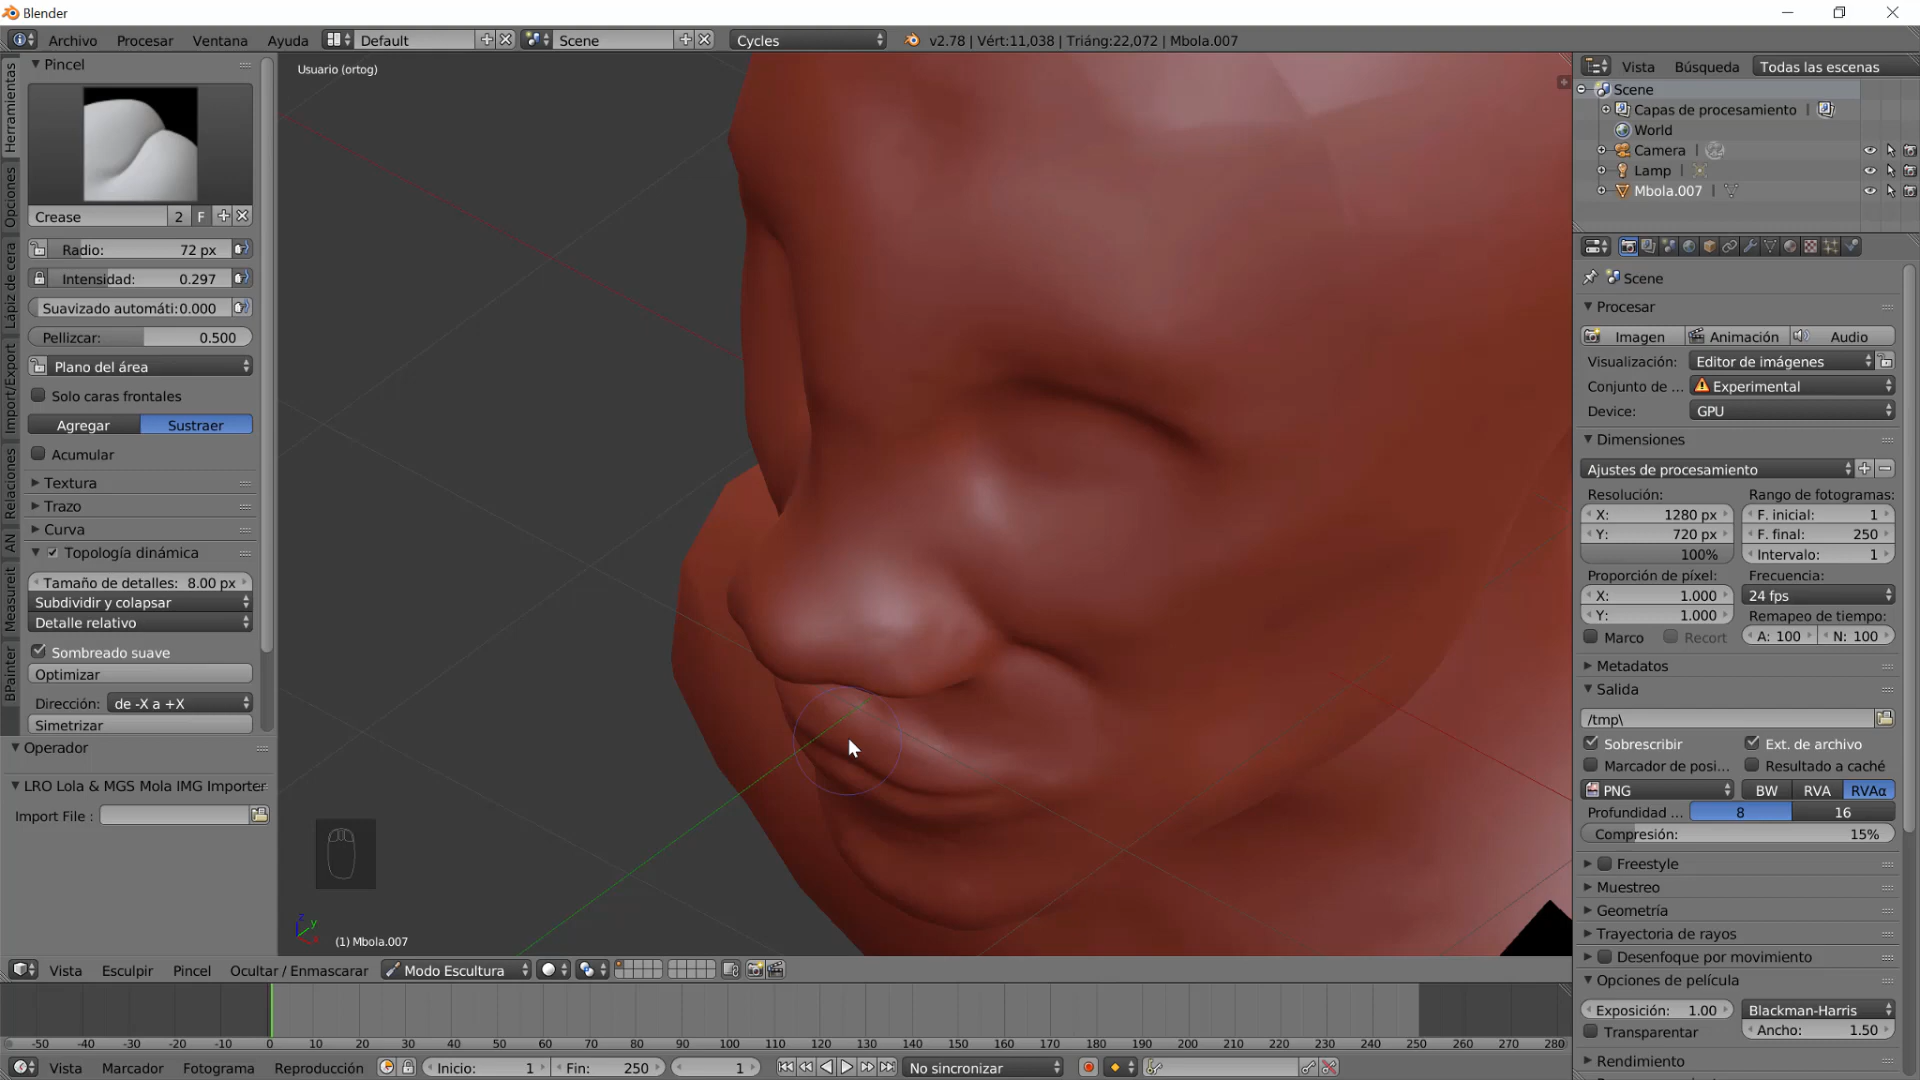 Blender
Archivo Procesar Ventana Ayuda Default Scene Cycles v2.78 | Vért:11,038 | Triáng:22,072 | Mbola.007
Pincel
Crease 2 F
Radio: 72 px
Intensidad: 0.297
Suavizado automáti:0.000
Pellizcar: 0.500
Plano del área
Solo caras frontales
Agregar Sustraer
Acumular
Textura
Trazo
Curva
Topología dinámica
Tamaño de detalles: 8.00 px
Subdividir y colapsar
Detalle relativo
Sombreado suave
Optimizar
Dirección: de -X a +X
Simetrizar
Operador
LRO Lola & MGS Mola IMG Importer
Import File :
Herramientas
Opciones
Lápiz de cera
Import/Export
Relaciones
AN
Measureit
BPainter
Usuario (ortog)
z y x
(1) Mbola.007
Vista Esculpir Pincel Ocultar / Enmascarar Modo Escultura
-50 -40 -30 -20 -10 0 10 20 30 40 50 60 70 80 90 100 110 120 130 140 150 160 170 180 190 200 210 220 230 240 250 260 270 280
Vista Marcador Fotograma Reproducción Inicio: 1 Fin: 250 1 No sincronizar
Vista Búsqueda Todas las escenas
Scene
Capas de procesamiento |
World
Camera |
Lamp |
Mbola.007 |
Scene
Procesar
Imagen Animación Audio
Visualización: Editor de imágenes
Conjunto de ... Experimental
Device: GPU
Dimensiones
Ajustes de procesamiento
Resolución: Rango de fotogramas:
X: 1280 px F. inicial: 1
Y: 720 px F. final: 250
100% Intervalo: 1
Proporción de píxel: Frecuencia:
X: 1.000 24 fps
Y: 1.000 Remapeo de tiempo:
Marco Recort A: 100 N: 100
Metadatos
Salida
/tmp\
Sobrescribir Ext. de archivo
Marcador de posi... Resultado a caché
PNG BW RVA RVAα
Profundidad ... 8 16
Compresión: 15%
Freestyle
Muestreo
Geometría
Trayectoria de rayos
Desenfoque por movimiento
Opciones de película
Exposición: 1.00 Blackman-Harris
Transparentar Ancho: 1.50
Rendimiento